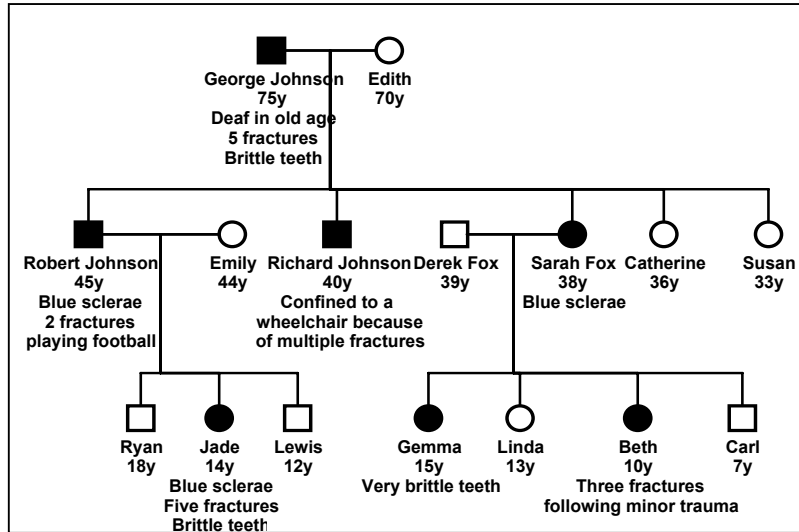 George Johnson Edith
75y 70y
Deaf in old age
5 fractures
Brittle teeth
Robert Johnson Emily Richard Johnson Derek Fox Sarah Fox Catherine Susan
45y 44y 40y 39y 38y 36y 33y
Blue sclerae Confined to a Blue sclerae
2 fractures wheelchair because
playing football of multiple fractures
Ryan Jade Lewis Gemma Linda Beth Carl
18y 14y 12y 15y 13y 10y 7y
Blue sclerae Very brittle teeth Three fractures
Five fractures following minor trauma
Brittle teeth